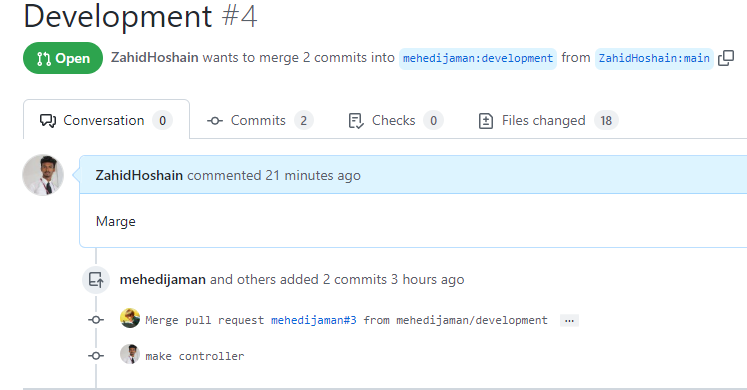 Development #4
Open ZahidHoshain wants to merge 2 commits into mehedijaman:development from ZahidHoshain:main
Conversation 0 Commits 2 Checks 0 Files changed 18
ZahidHoshain commented 21 minutes ago
Marge
mehedijaman and others added 2 commits 3 hours ago
Merge pull request mehedijaman#3 from mehedijaman/development ...
make controller